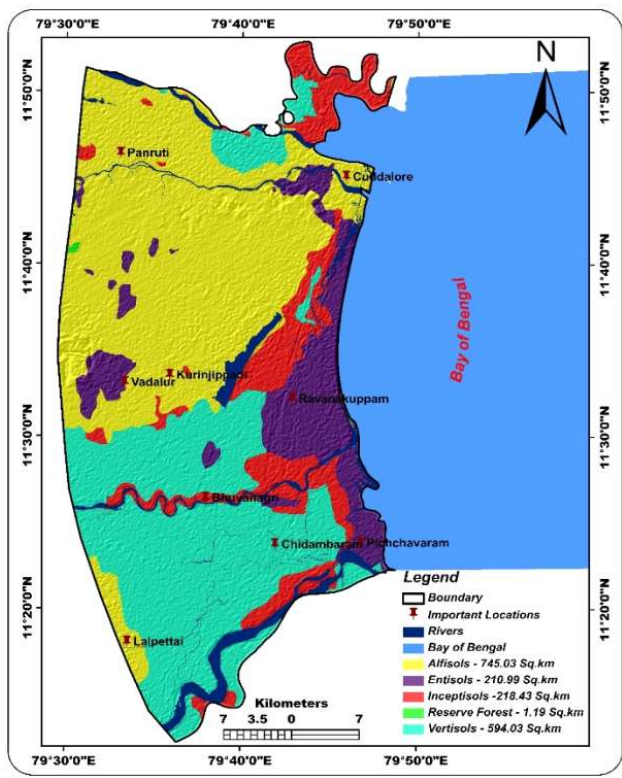 79°30'0"E 79°40'0"E 79°50'0"E
N
11°50'0"N 11°50'0"N
Panruti
Cuddalore
11°40'0"N 11°40'0"N
Bay of Bengal
Kurinjippadi
Vadalur
Ravanakuppam
11°30'0"N 11°30'0"N
Bhuvanagri
Chidambaram Pichchavaram
Legend
Boundary
Important Locations
Rivers
Bay of Bengal
Alfisols - 745.03 Sq.km
Entisols - 210.99 Sq.km
Inceptisols -218.43 Sq.km
Reserve Forest - 1.19 Sq.km
Vertisols - 594.03 Sq.km
11°20'0"N 11°20'0"N
Lalpettai
Kilometers
7 3.5 0 7
79°30'0"E 79°40'0"E 79°50'0"E